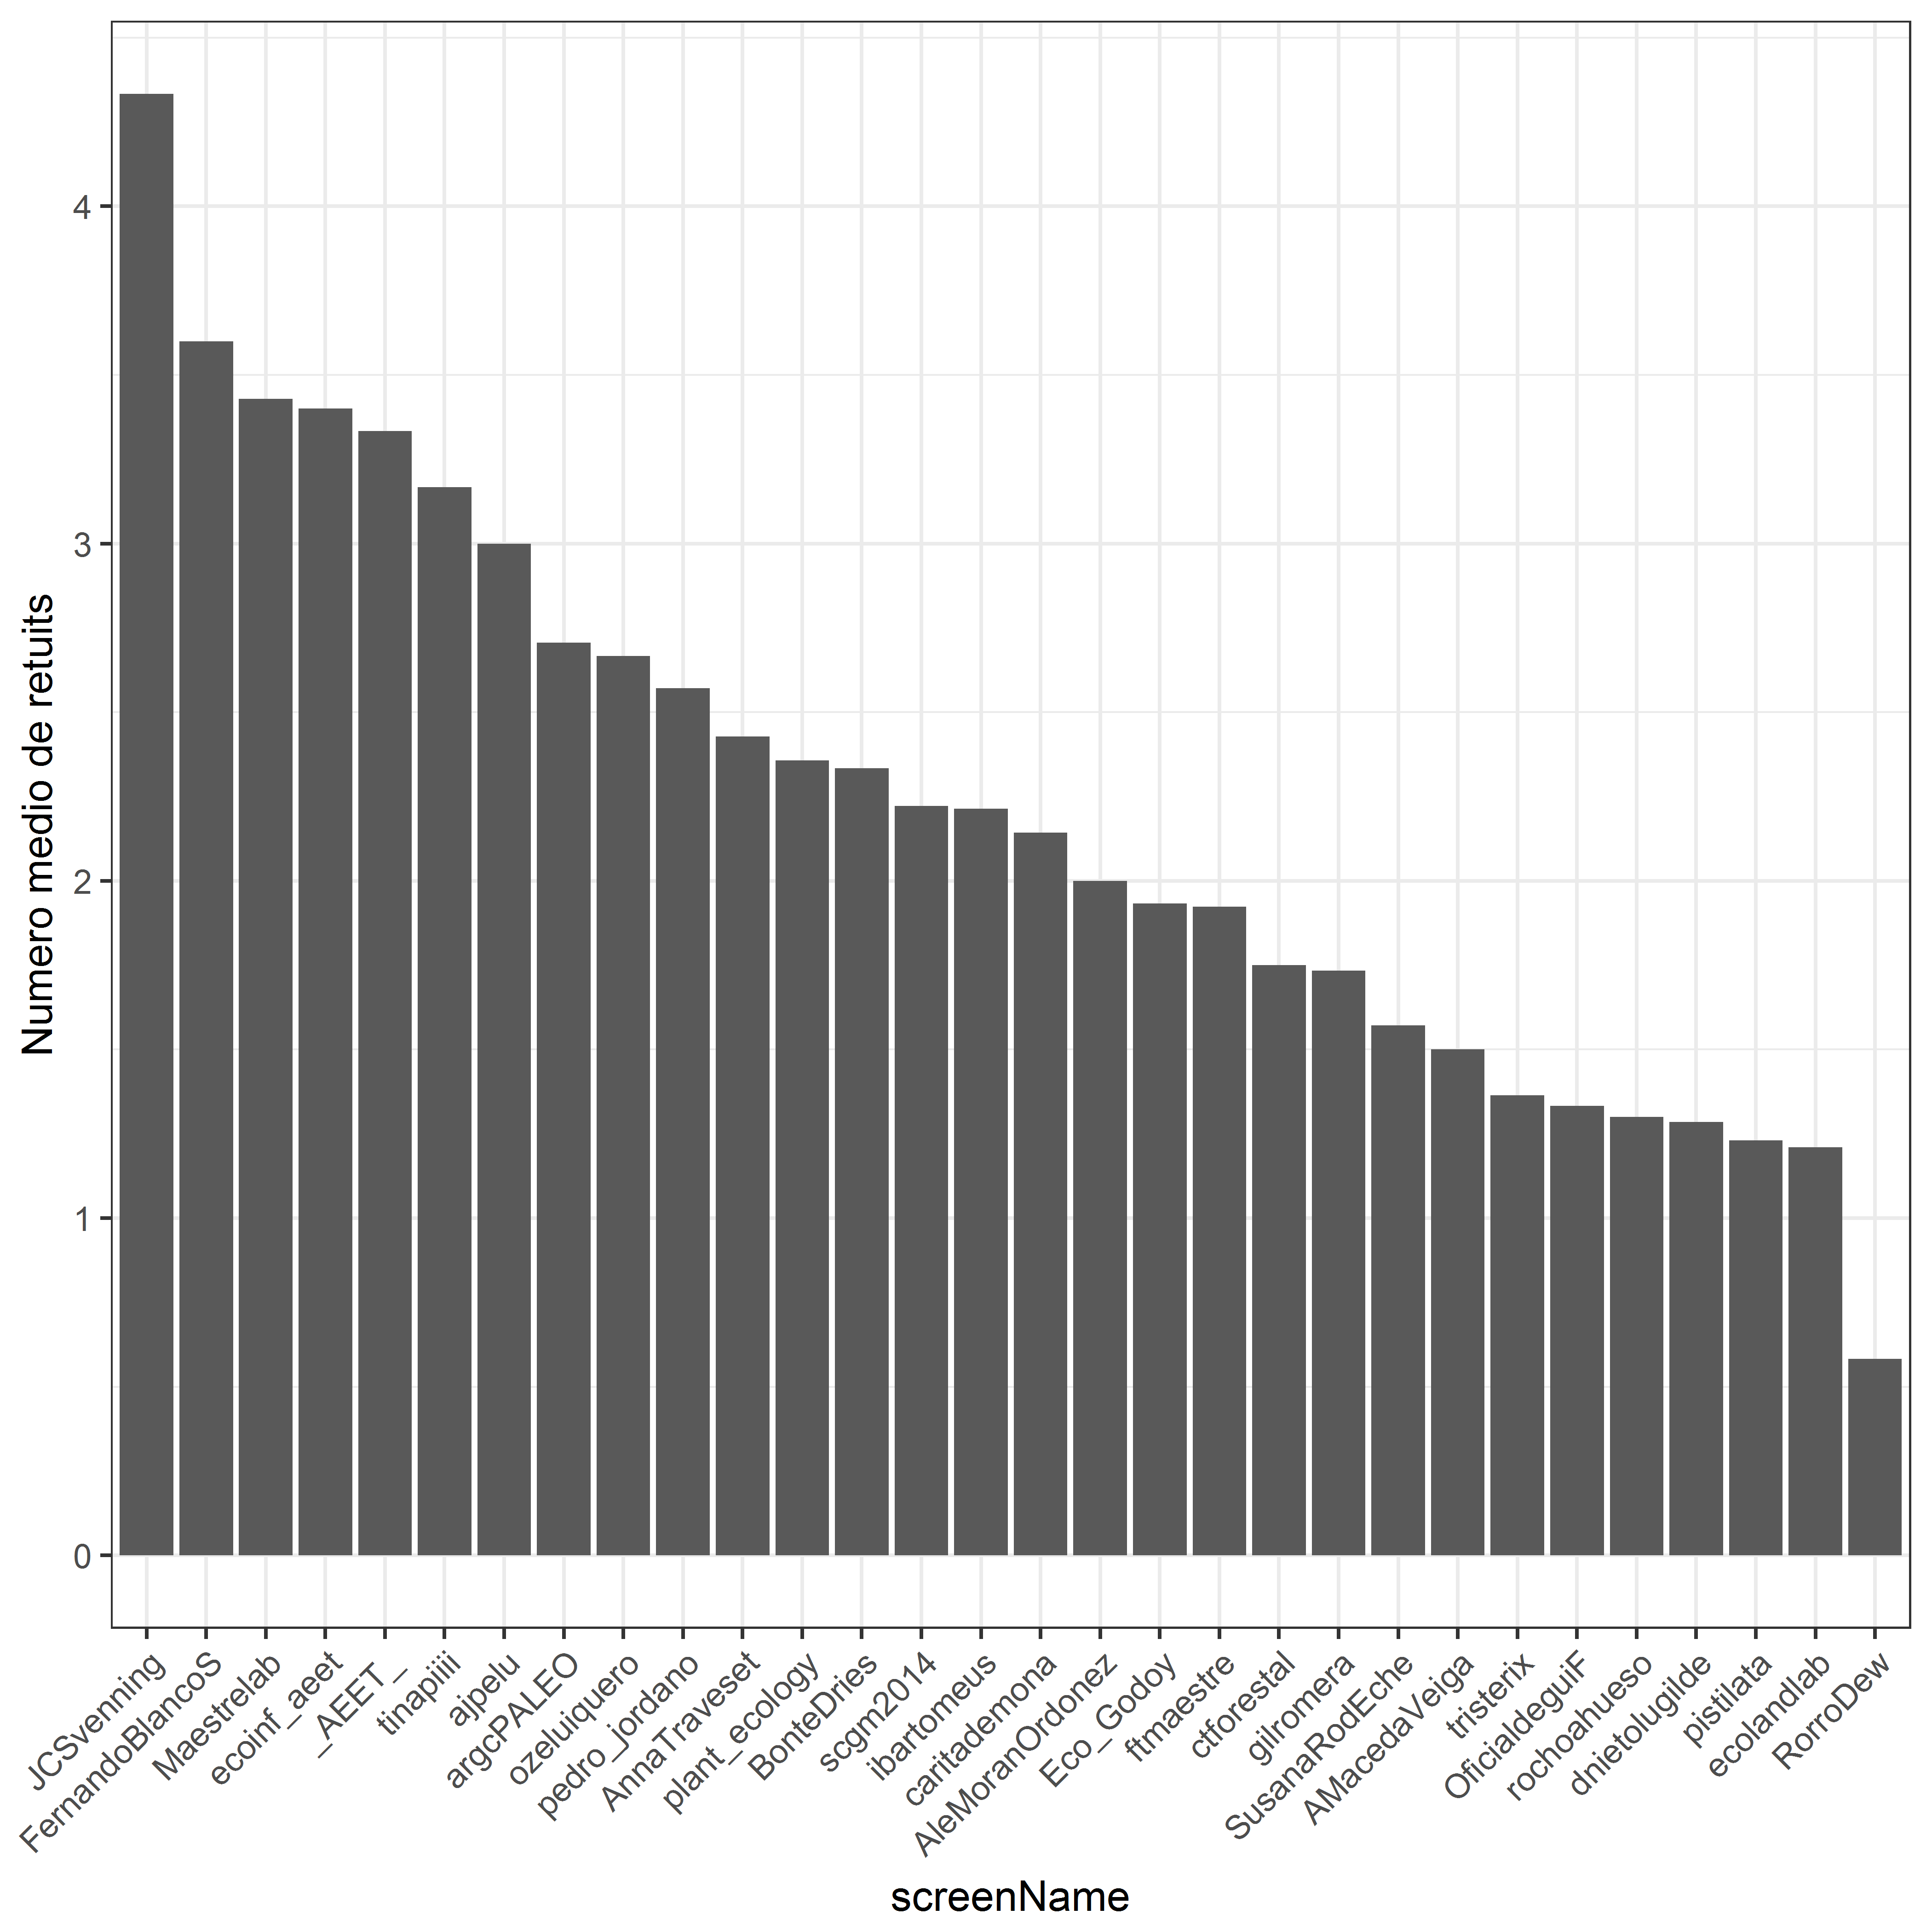 Numero medio de retuits
4
3
2
1
0
JCSvenning
FernandoBlancoS
Maestrelab
ecoinf_aeet
_AEET_
tinapiiii
ajpelu
argcPALEO
ozeluiquero
pedro_jordano
AnnaTraveset
plant_ecology
BonteDries
scgm2014
ibartomeus
caritademona
AleMoranOrdonez
Eco_Godoy
ftmaestre
ctforestal
gilromera
SusanaRodEche
AMacedaVeiga
tristerix
OficialdeguiF
rochoahueso
dnietolugilde
pistilata
ecolandlab
RorroDew
screenName